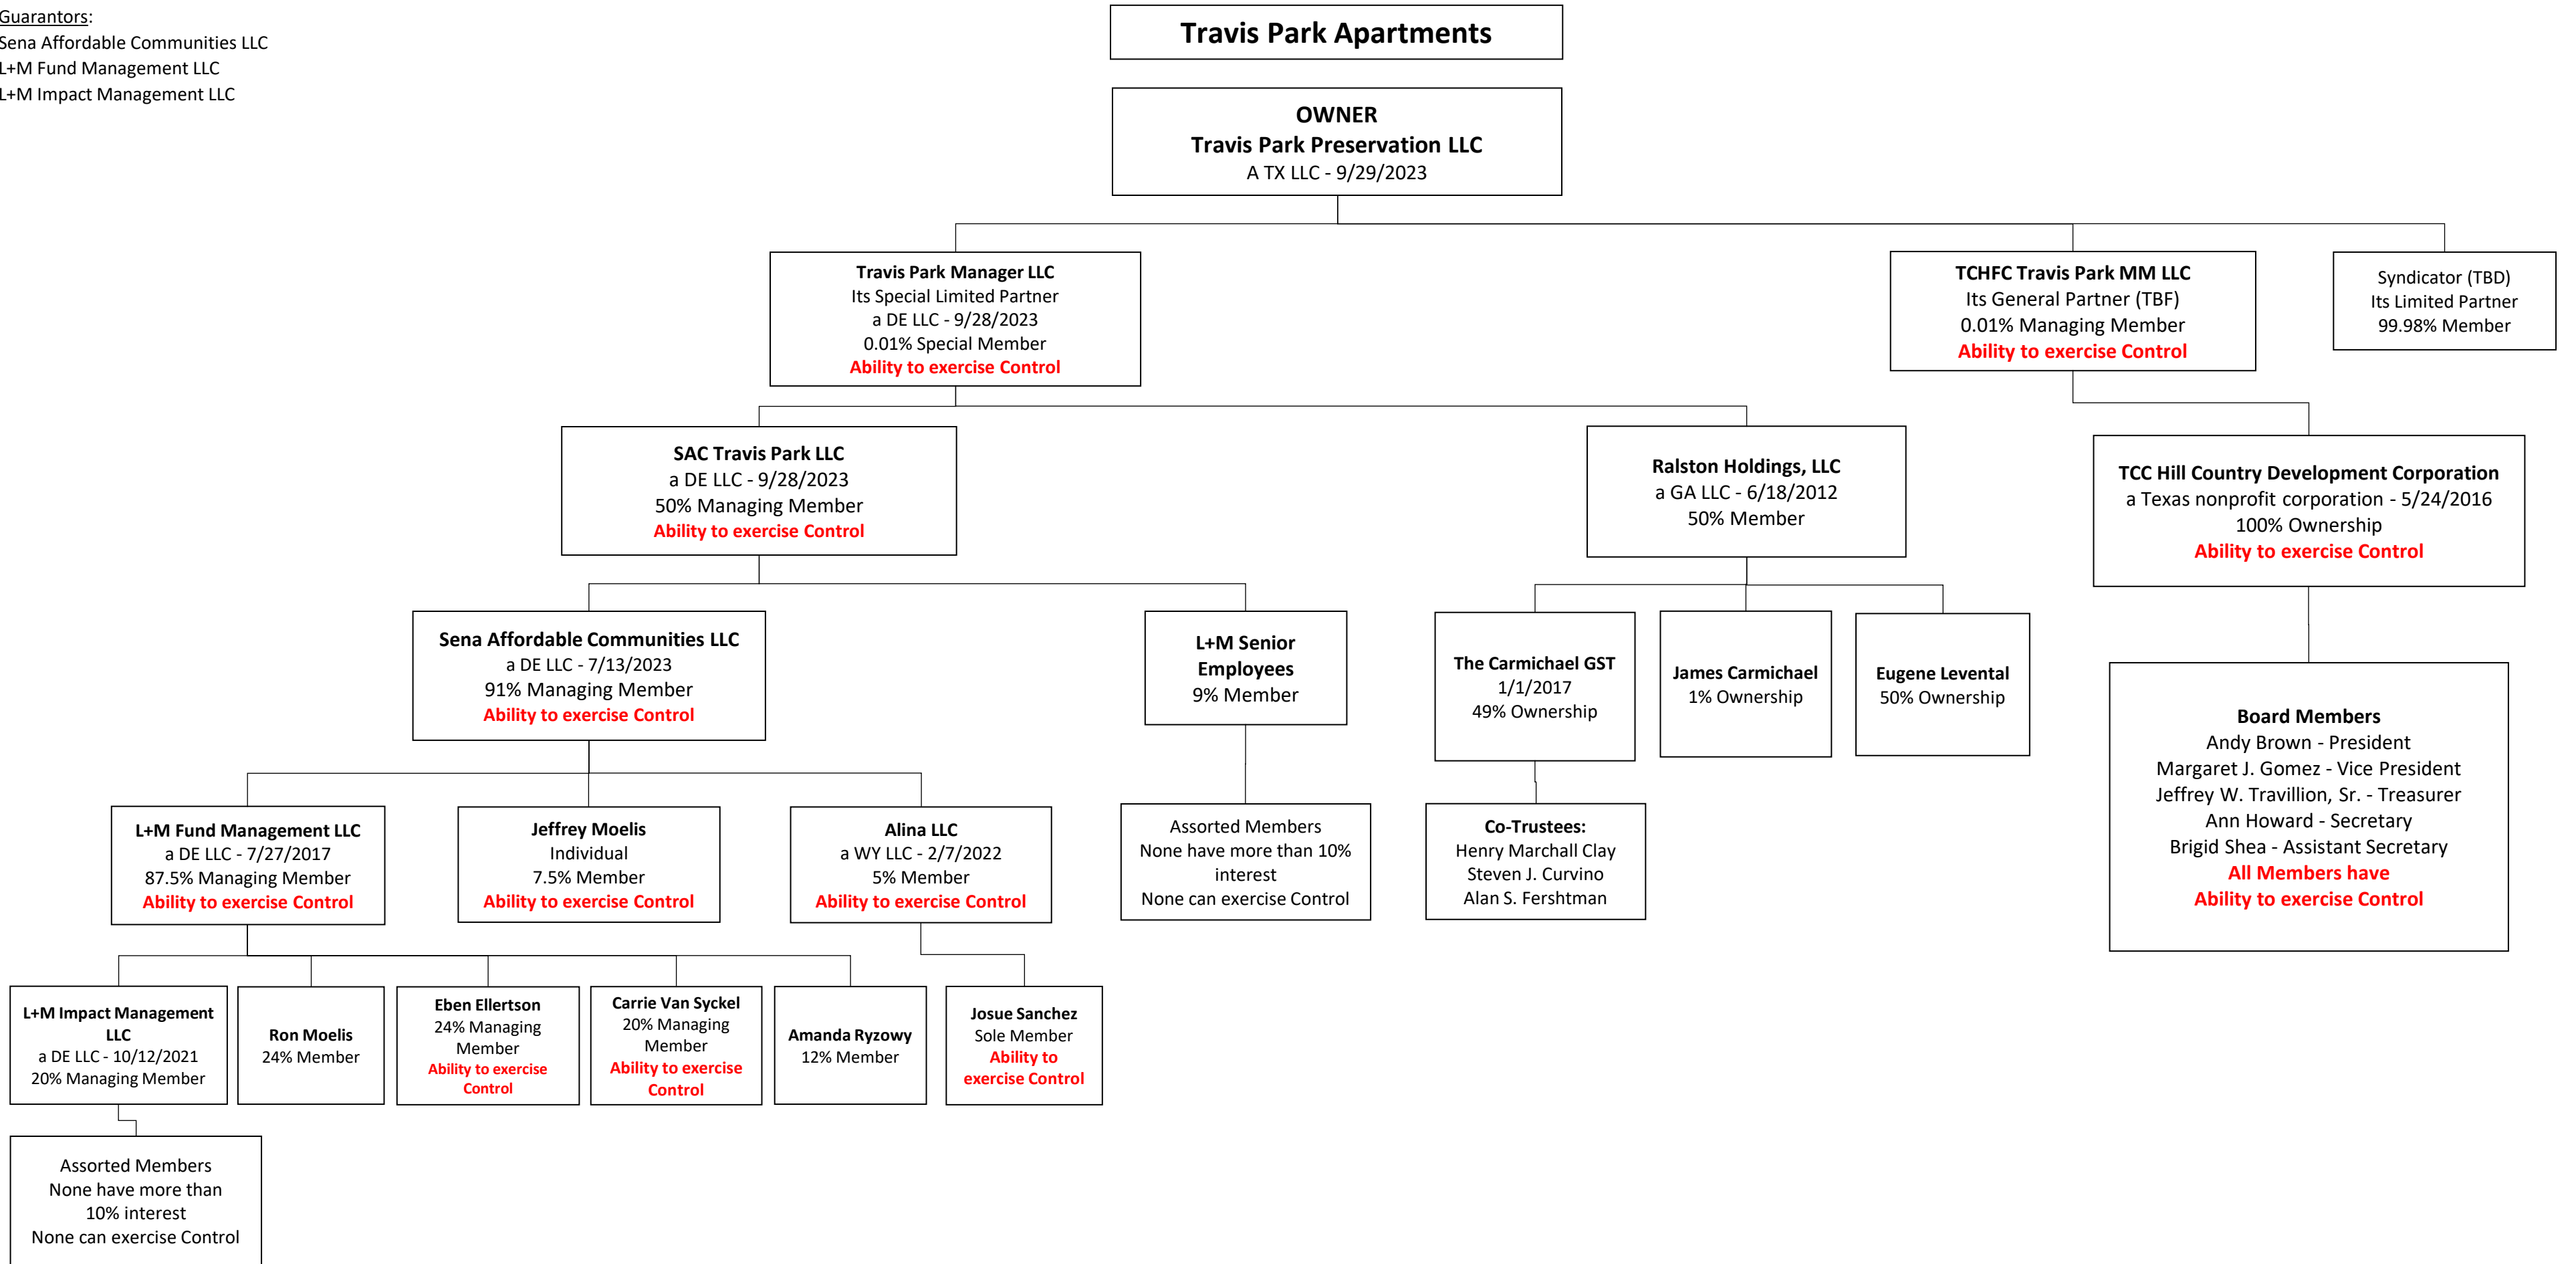 Guarantors:
Sena Affordable Communities LLC
L+M Fund Management LLC
L+M Impact Management LLC
Travis Park Apartments
OWNER
Travis Park Preservation LLC
A TX LLC - 9/29/2023
Travis Park Manager LLC
Its Special Limited Partner
a DE LLC - 9/28/2023
0.01% Special Member
Ability to exercise Control
TCHFC Travis Park MM LLC
Its General Partner (TBF)
0.01% Managing Member
Ability to exercise Control
Syndicator (TBD)
Its Limited Partner
99.98% Member
SAC Travis Park LLC
a DE LLC - 9/28/2023
50% Managing Member
Ability to exercise Control
Ralston Holdings, LLC
a GA LLC - 6/18/2012
50% Member
TCC Hill Country Development Corporation
a Texas nonprofit corporation - 5/24/2016
100% Ownership
Ability to exercise Control
Sena Affordable Communities LLC
a DE LLC - 7/13/2023
91% Managing Member
Ability to exercise Control
L+M Senior
Employees
9% Member
The Carmichael GST
1/1/2017
49% Ownership
James Carmichael
1% Ownership
Eugene Levental
50% Ownership
Board Members
Andy Brown - President
Margaret J. Gomez - Vice President
Jeffrey W. Travillion, Sr. - Treasurer
Ann Howard - Secretary
Brigid Shea - Assistant Secretary
All Members have
Ability to exercise Control
L+M Fund Management LLC
a DE LLC - 7/27/2017
87.5% Managing Member
Ability to exercise Control
Jeffrey Moelis
Individual
7.5% Member
Ability to exercise Control
Alina LLC
a WY LLC - 2/7/2022
5% Member
Ability to exercise Control
Assorted Members
None have more than 10%
interest
None can exercise Control
Co-Trustees:
Henry Marchall Clay
Steven J. Curvino
Alan S. Fershtman
L+M Impact Management
LLC
a DE LLC - 10/12/2021
20% Managing Member
Ron Moelis
24% Member
Eben Ellertson
24% Managing
Member
Ability to exercise
Control
Carrie Van Syckel
20% Managing
Member
Ability to exercise
Control
Amanda Ryzowy
12% Member
Josue Sanchez
Sole Member
Ability to
exercise Control
Assorted Members
None have more than
10% interest
None can exercise Control